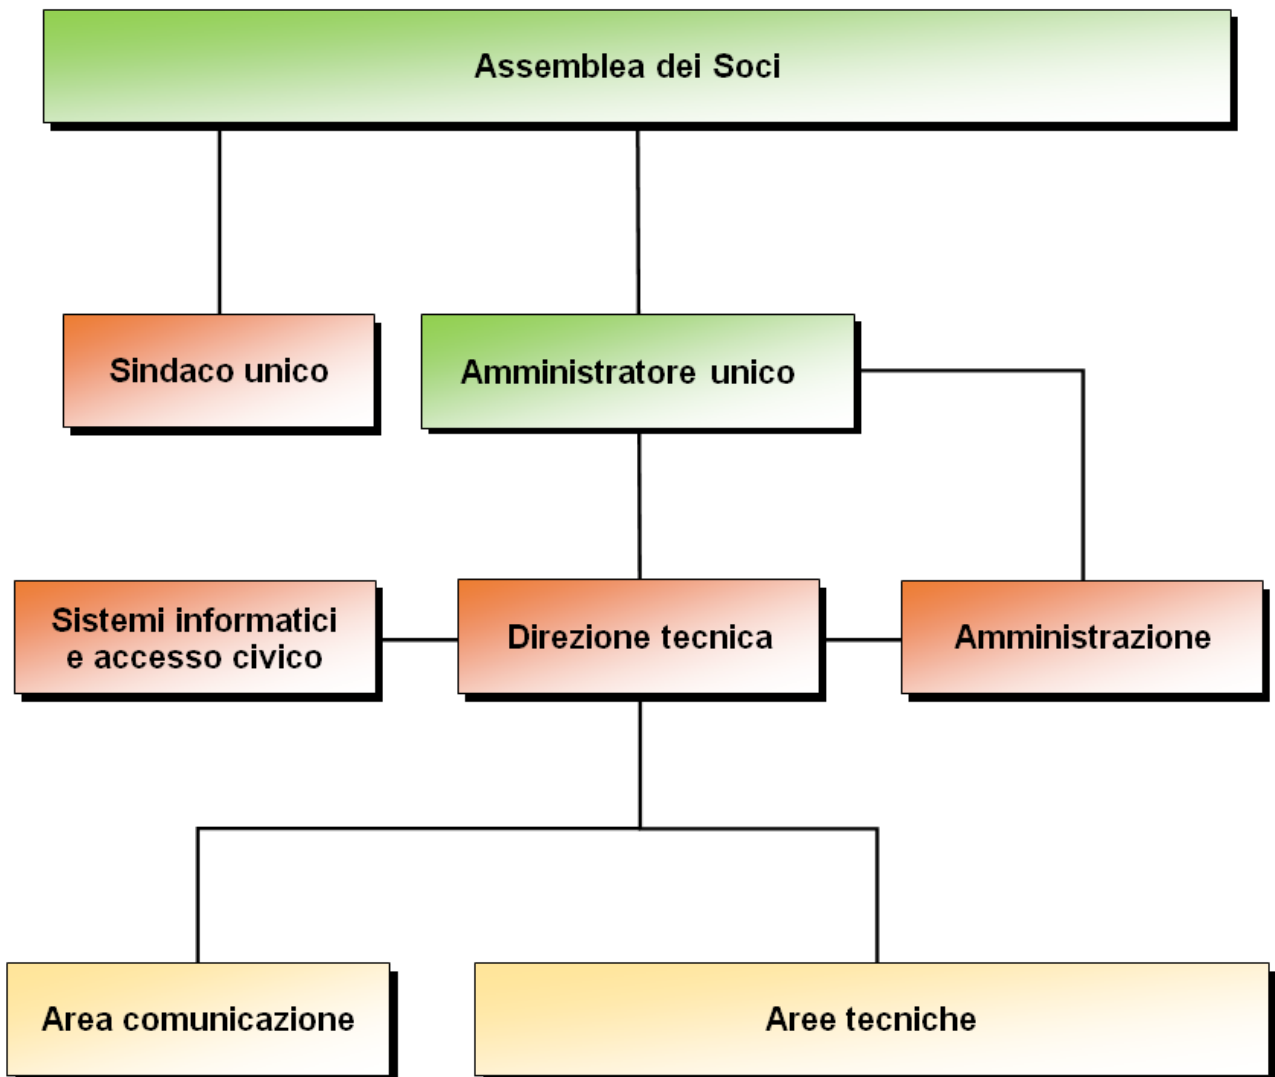 Assemblea dei Soci
Sindaco unico
Amministratore unico
Sistemi informatici
e accesso civico
Direzione tecnica
Amministrazione
Area comunicazione
Aree tecniche